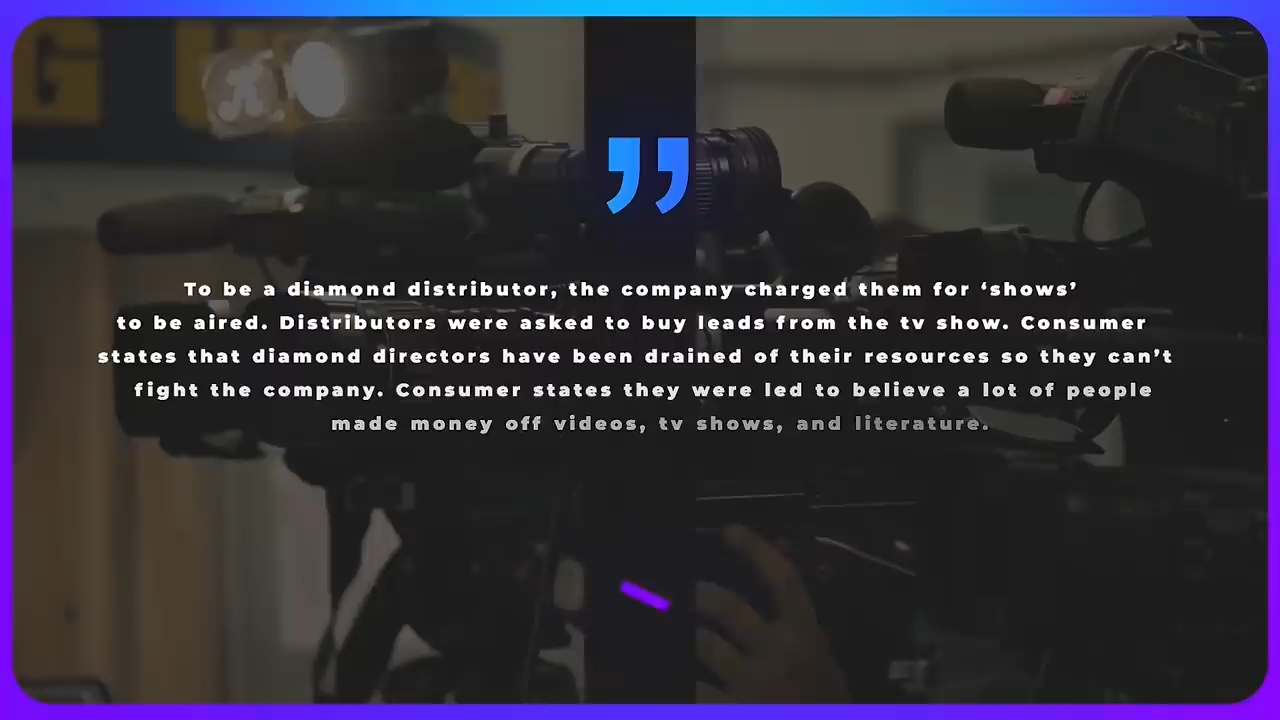 To be a diamond distributor, the company charged them for ‘shows’
to be aired. Distributors were asked to buy leads from the tv show. Consumer
states that diamond directors have been drained of their resources so they can’t
fight the company. Consumer states they were led to believe a lot of people
made money off videos, tv shows, and literature.